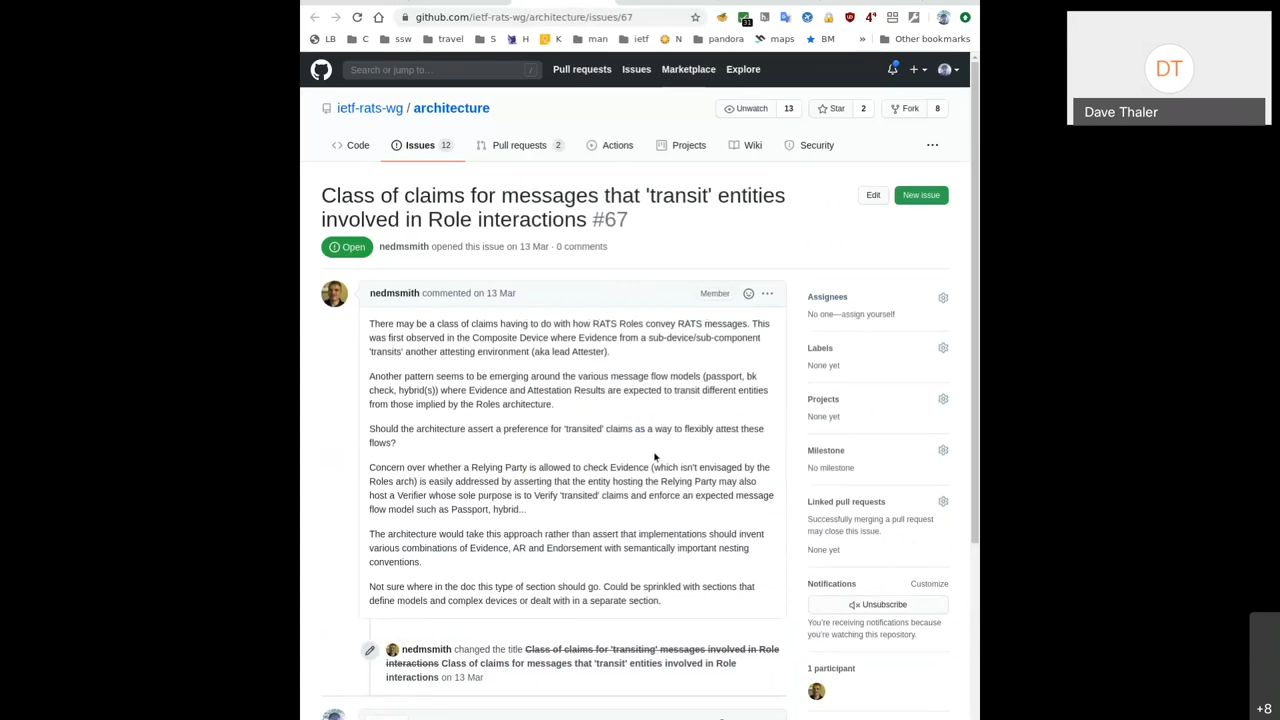 github.com/ietf-rats-wg/architecture/issues/67
31
LB C ssw travel S H K man ietf N pandora maps BM » Other bookmarks
Search or jump to… / Pull requests Issues Marketplace Explore
ietf-rats-wg / architecture Unwatch 13 Star 2 Fork 8
Code Issues 12 Pull requests 2 Actions Projects Wiki Security
Class of claims for messages that 'transit' entities
involved in Role interactions #67
Edit New issue
Open nedmsmith opened this issue on 13 Mar · 0 comments
nedmsmith commented on 13 Mar Member
There may be a class of claims having to do with how RATS Roles convey RATS messages. This
was first observed in the Composite Device where Evidence from a sub-device/sub-component
'transits' another attesting environment (aka lead Attester).
Another pattern seems to be emerging around the various message flow models (passport, bk
check, hybrid(s)) where Evidence and Attestation Results are expected to transit different entities
from those implied by the Roles architecture.
Should the architecture assert a preference for 'transited' claims as a way to flexibly attest these
flows?
Concern over whether a Relying Party is allowed to check Evidence (which isn't envisaged by the
Roles arch) is easily addressed by asserting that the entity hosting the Relying Party may also
host a Verifier whose sole purpose is to Verify 'transited' claims and enforce an expected message
flow model such as Passport, hybrid...
The architecture would take this approach rather than assert that implementations should invent
various combinations of Evidence, AR and Endorsement with semantically important nesting
conventions.
Not sure where in the doc this type of section should go. Could be sprinkled with sections that
define models and complex devices or dealt with in a separate section.
nedmsmith changed the title Class of claims for 'transiting' messages involved in Role
interactions Class of claims for messages that 'transit' entities involved in Role
interactions on 13 Mar
Assignees
No one—assign yourself
Labels
None yet
Projects
None yet
Milestone
No milestone
Linked pull requests
Successfully merging a pull request
may close this issue.
None yet
Notifications Customize
Unsubscribe
You're receiving notifications because
you're watching this repository.
1 participant
DT
Dave Thaler
+8